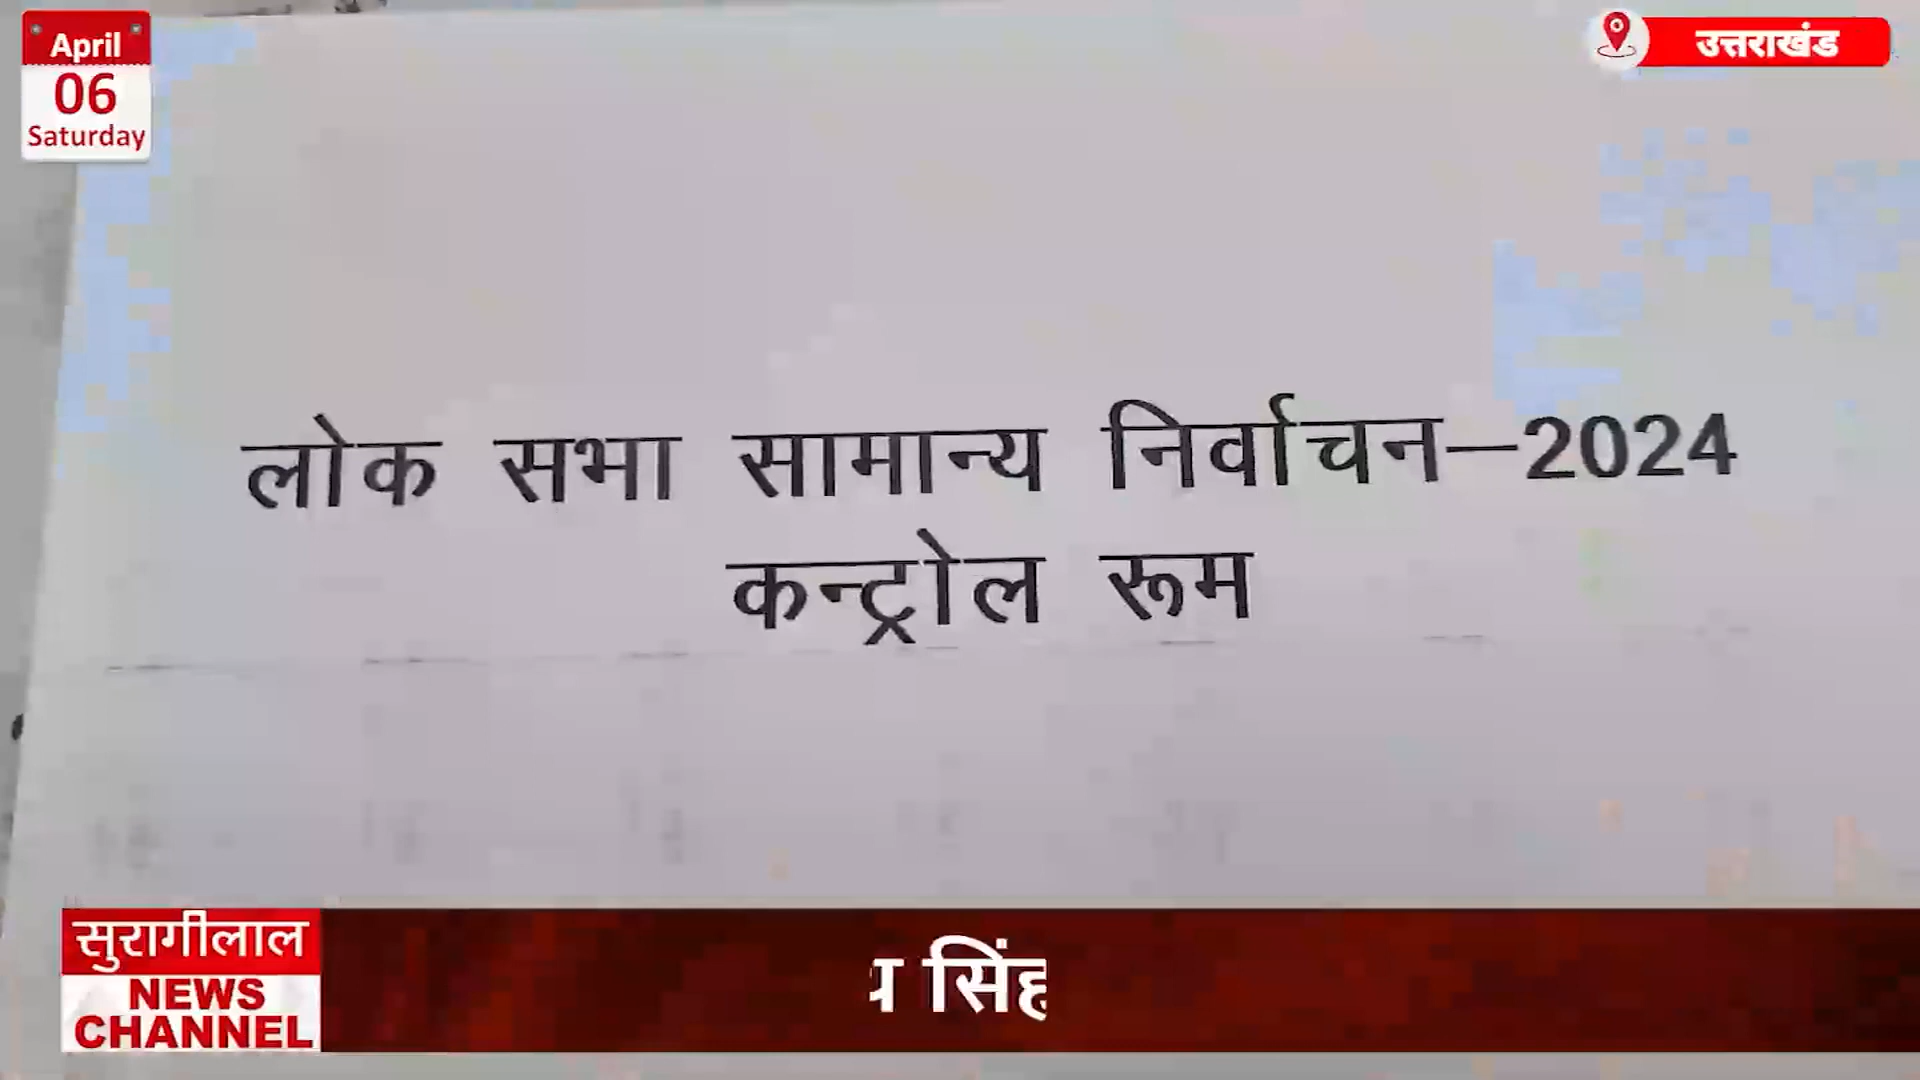 April
06
Saturday
उत्तराखंड
लोक सभा सामान्य निर्वाचन–2024
कन्ट्रोल रूम
सुरागीलाल
NEWS
CHANNEL
सिंह